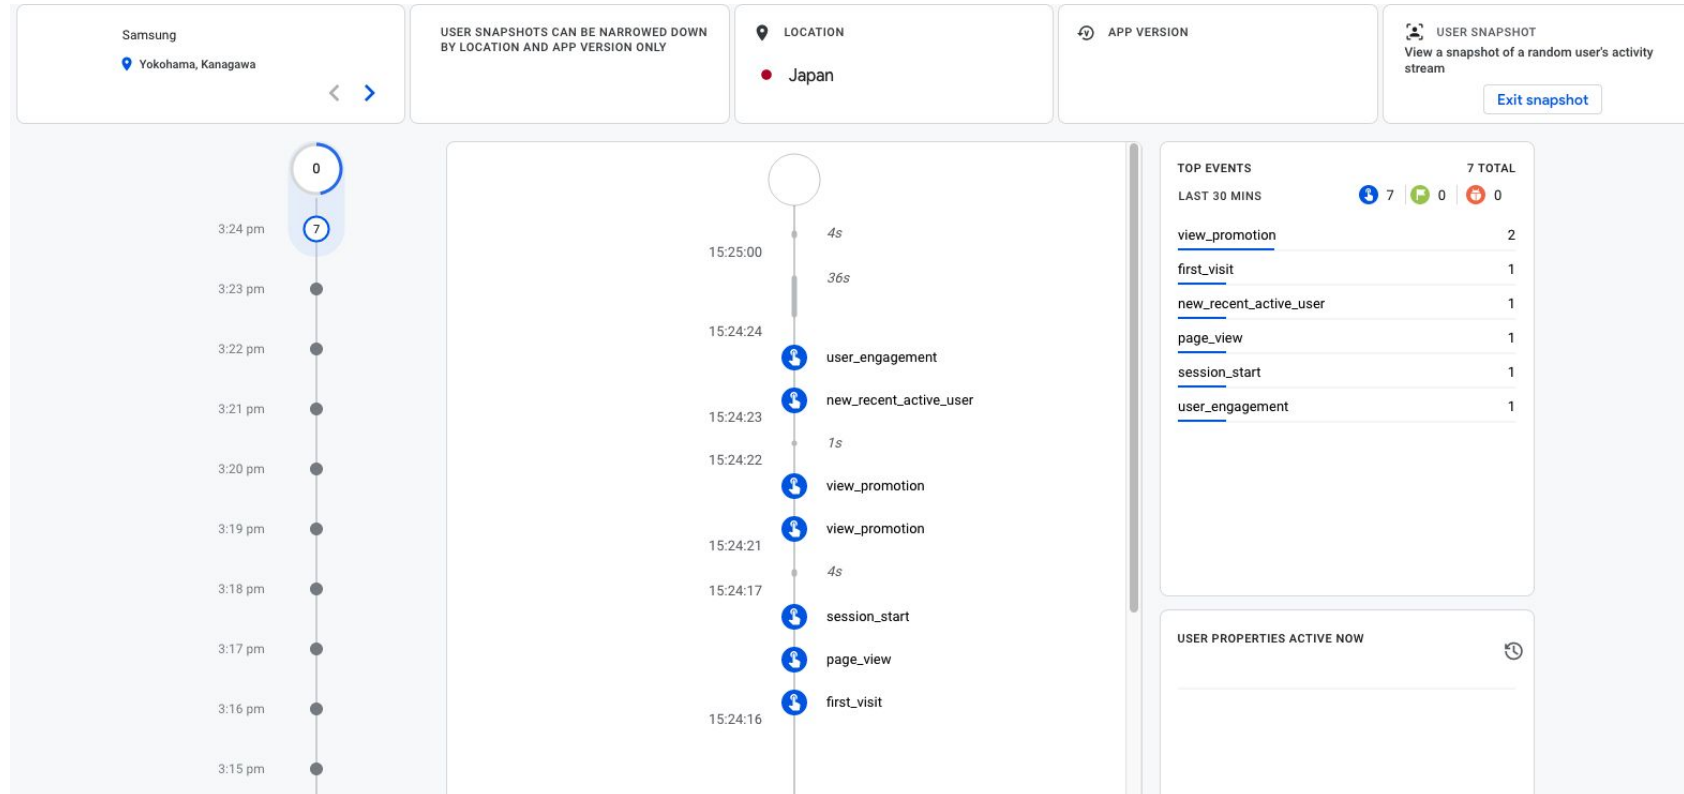 Samsung
Yokohama, Kanagawa
USER SNAPSHOTS CAN BE NARROWED DOWN
BY LOCATION AND APP VERSION ONLY
LOCATION
Japan
APP VERSION
USER SNAPSHOT
View a snapshot of a random user's activity
stream
Exit snapshot
0
3:24 pm 7
3:23 pm
3:22 pm
3:21 pm
3:20 pm
3:19 pm
3:18 pm
3:17 pm
3:16 pm
3:15 pm
4s
15:25:00
36s
15:24:24
user_engagement
new_recent_active_user
15:24:23
1s
15:24:22
view_promotion
view_promotion
15:24:21
4s
15:24:17
session_start
page_view
first_visit
15:24:16
TOP EVENTS 7 TOTAL
LAST 30 MINS 7 0 0
view_promotion 2
first_visit 1
new_recent_active_user 1
page_view 1
session_start 1
user_engagement 1
USER PROPERTIES ACTIVE NOW